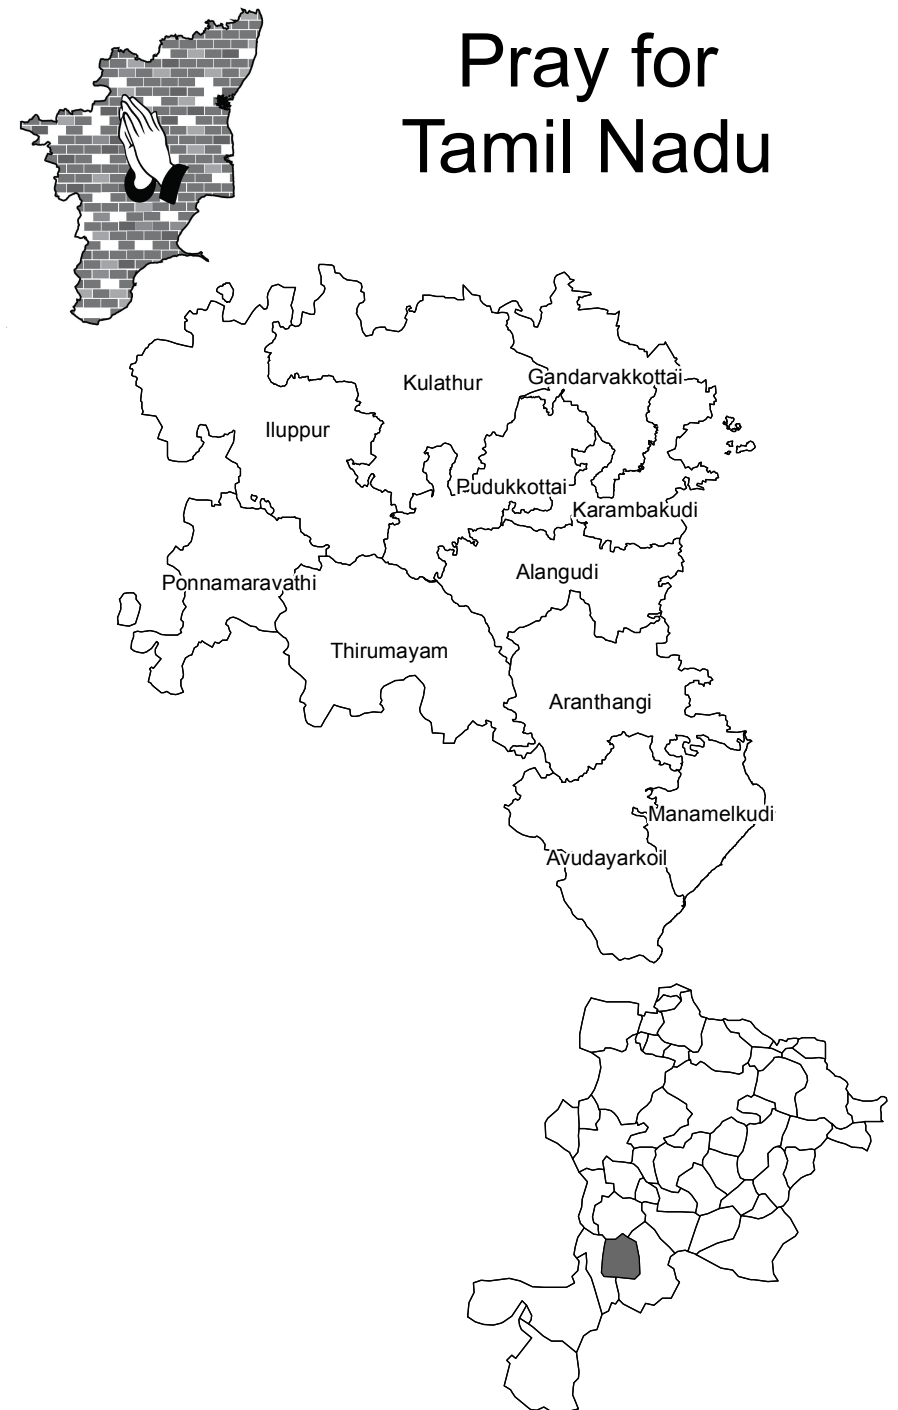 Pray for
Tamil Nadu
Kulathur
Gandarvakkottai
Iluppur
Pudukkottai
Karambakudi
Alangudi
Ponnamaravathi
Thirumayam
Aranthangi
Manamelkudi
Avudayarkoil